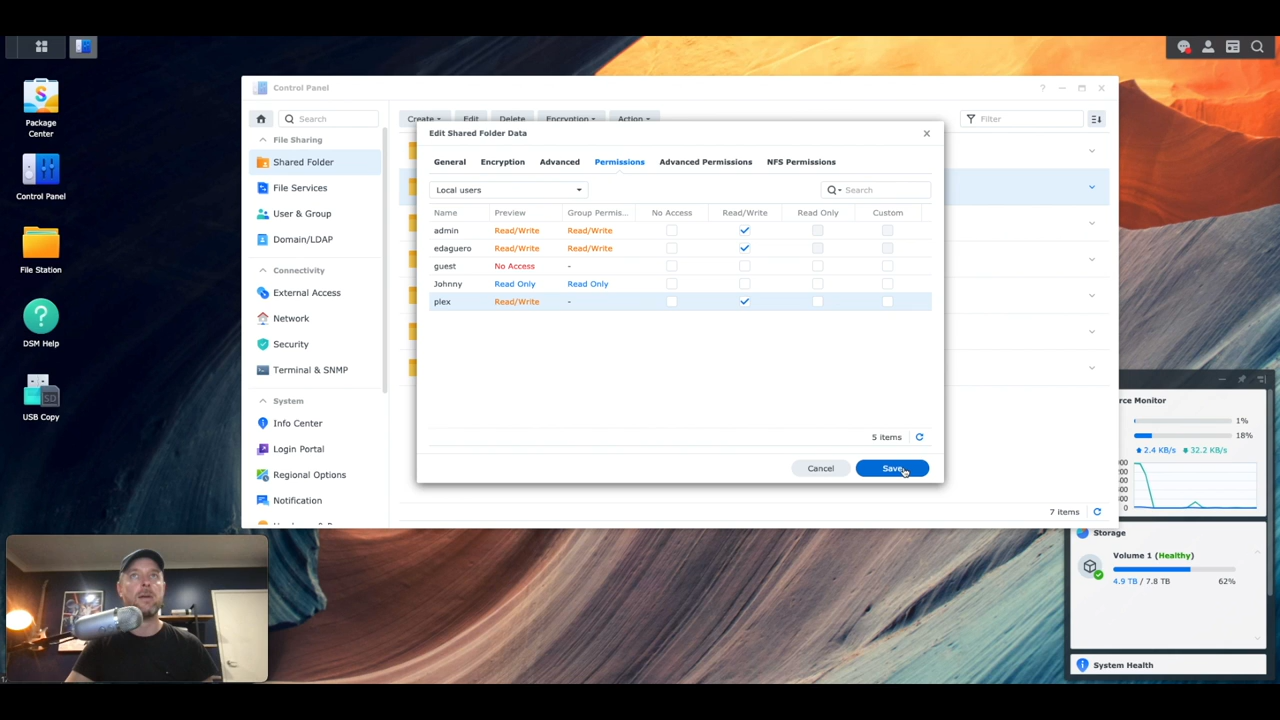 Package
Center
Control Panel
File Station
DSM Help
USB Copy
Control Panel
Search
File Sharing
Shared Folder
File Services
User & Group
Domain/LDAP
Connectivity
External Access
Network
Security
Terminal & SNMP
System
Info Center
Login Portal
Regional Options
Notification
Create
Edit
Delete
Encryption
Action
Filter
Edit Shared Folder Data
General Encryption Advanced Permissions Advanced Permissions NFS Permissions
Local users
Search
Name Preview Group Permis... No Access Read/Write Read Only Custom
admin Read/Write Read/Write
edaguero Read/Write Read/Write
guest No Access -
Johnny Read Only Read Only
plex Read/Write -
5 items
Cancel Save
7 items
rce Monitor
1%
18%
2.4 KB/s 32.2 KB/s
Storage
Volume 1 (Healthy)
4.9 TB / 7.8 TB 62%
System Health